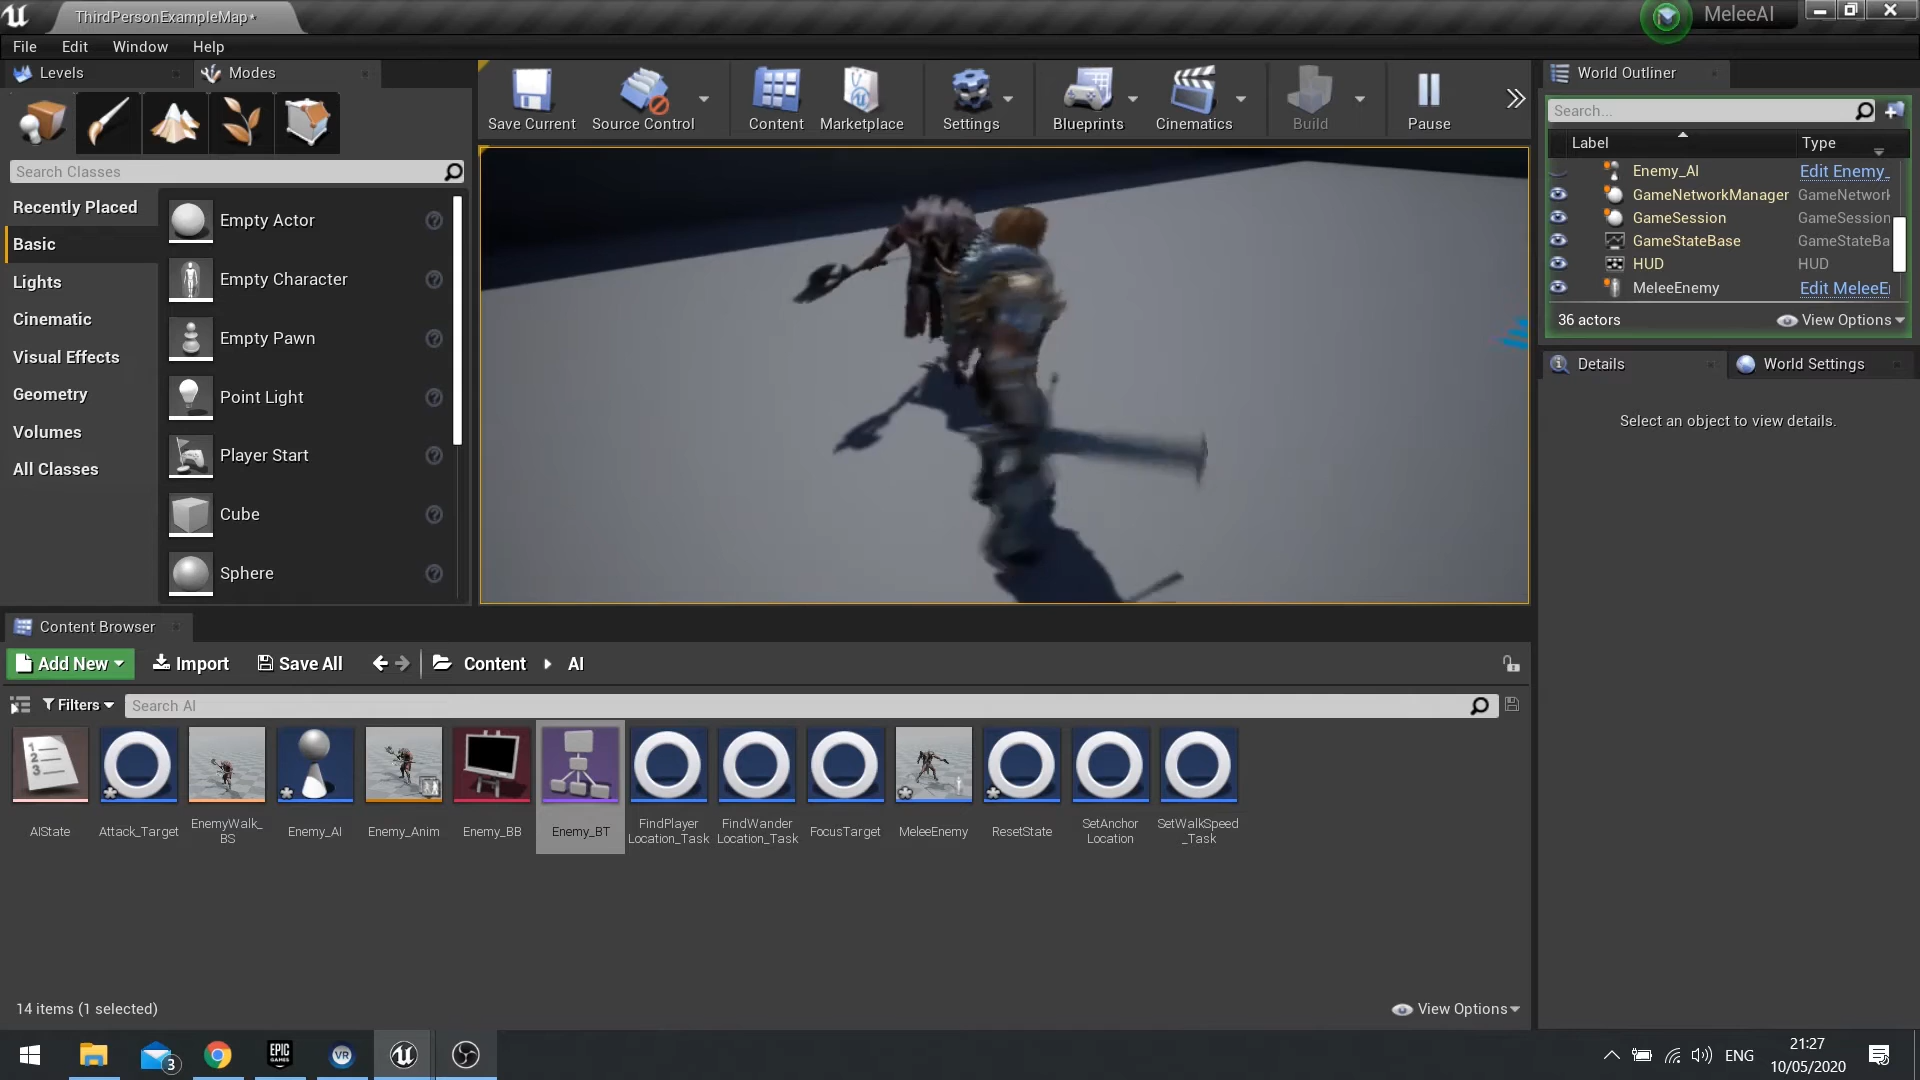 ThirdPersonExampleMap*
MeleeAI
File Edit Window Help
Levels
Modes
Save Current
Source Control
Content
Marketplace
Settings
Blueprints
Cinematics
Build
Pause
World Outliner
Search...
Label Type
Enemy_AI Edit Enemy_
GameNetworkManager GameNetwork
GameSession GameSession
GameStateBase GameStateBa
HUD HUD
MeleeEnemy Edit MeleeE
36 actors
View Options
Details
World Settings
Select an object to view details.
Search Classes
Recently Placed
Basic
Lights
Cinematic
Visual Effects
Geometry
Volumes
All Classes
Empty Actor
Empty Character
Empty Pawn
Point Light
Player Start
Cube
Sphere
Content Browser
Add New
Import
Save All
Content
AI
Filters
Search AI
AIState
Attack_Target
EnemyWalk_
BS
Enemy_AI
Enemy_Anim
Enemy_BB
Enemy_BT
FindPlayer
Location_Task
FindWander
Location_Task
FocusTarget
MeleeEnemy
ResetState
SetAnchor
Location
SetWalkSpeed
_Task
14 items (1 selected)
View Options
3
EPIC
GAMES
VR
ENG
21:27
10/05/2020